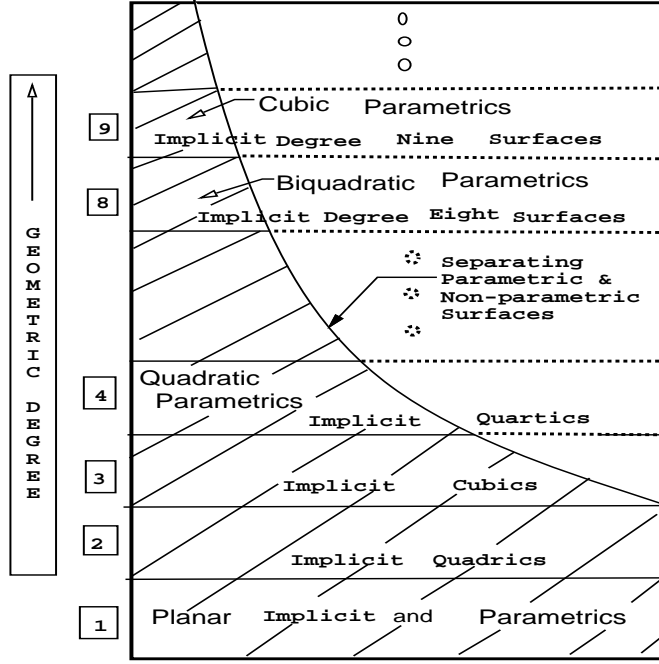 Cubic Parametrics
9
Implicit Degree Nine Surfaces
Biquadratic Parametrics
8
Implicit Degree Eight Surfaces
GEOMETRIC DEGREE
Separating
Parametric &
Non-parametric
Surfaces
Quadratic
4
Parametrics
Implicit Quartics
3
Implicit Cubics
2
Implicit Quadrics
1
Planar Implicit and Parametrics